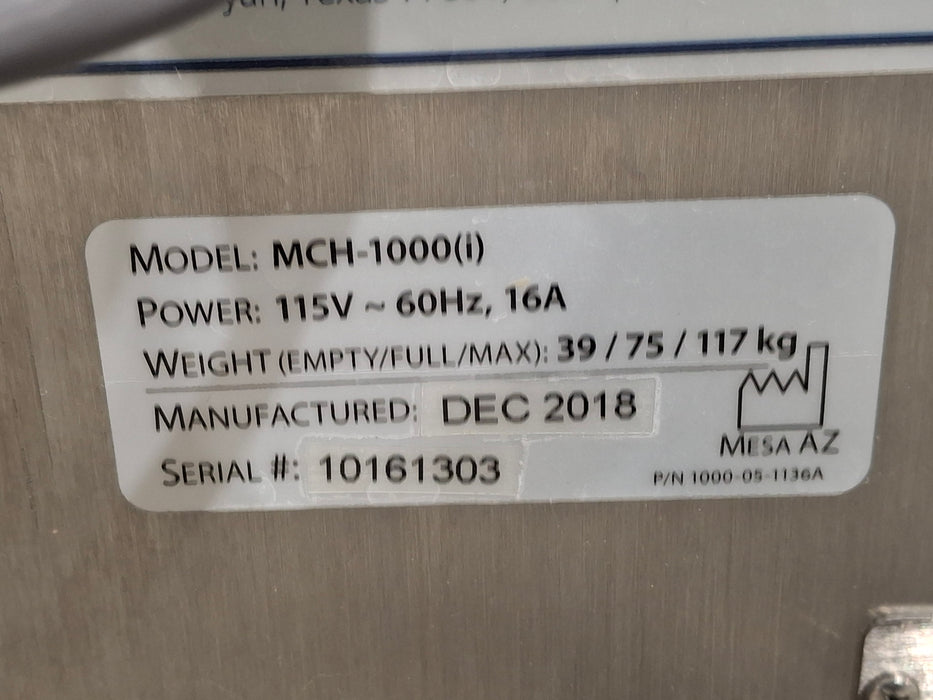 MODEL: MCH-1000(i)
POWER: 115V ~ 60Hz, 16A
WEIGHT (EMPTY/FULL/MAX): 39 / 75 / 117 kg
MANUFACTURED: DEC 2018
MESA AZ
SERIAL #: 10161303
P/N 1000-05-1136A